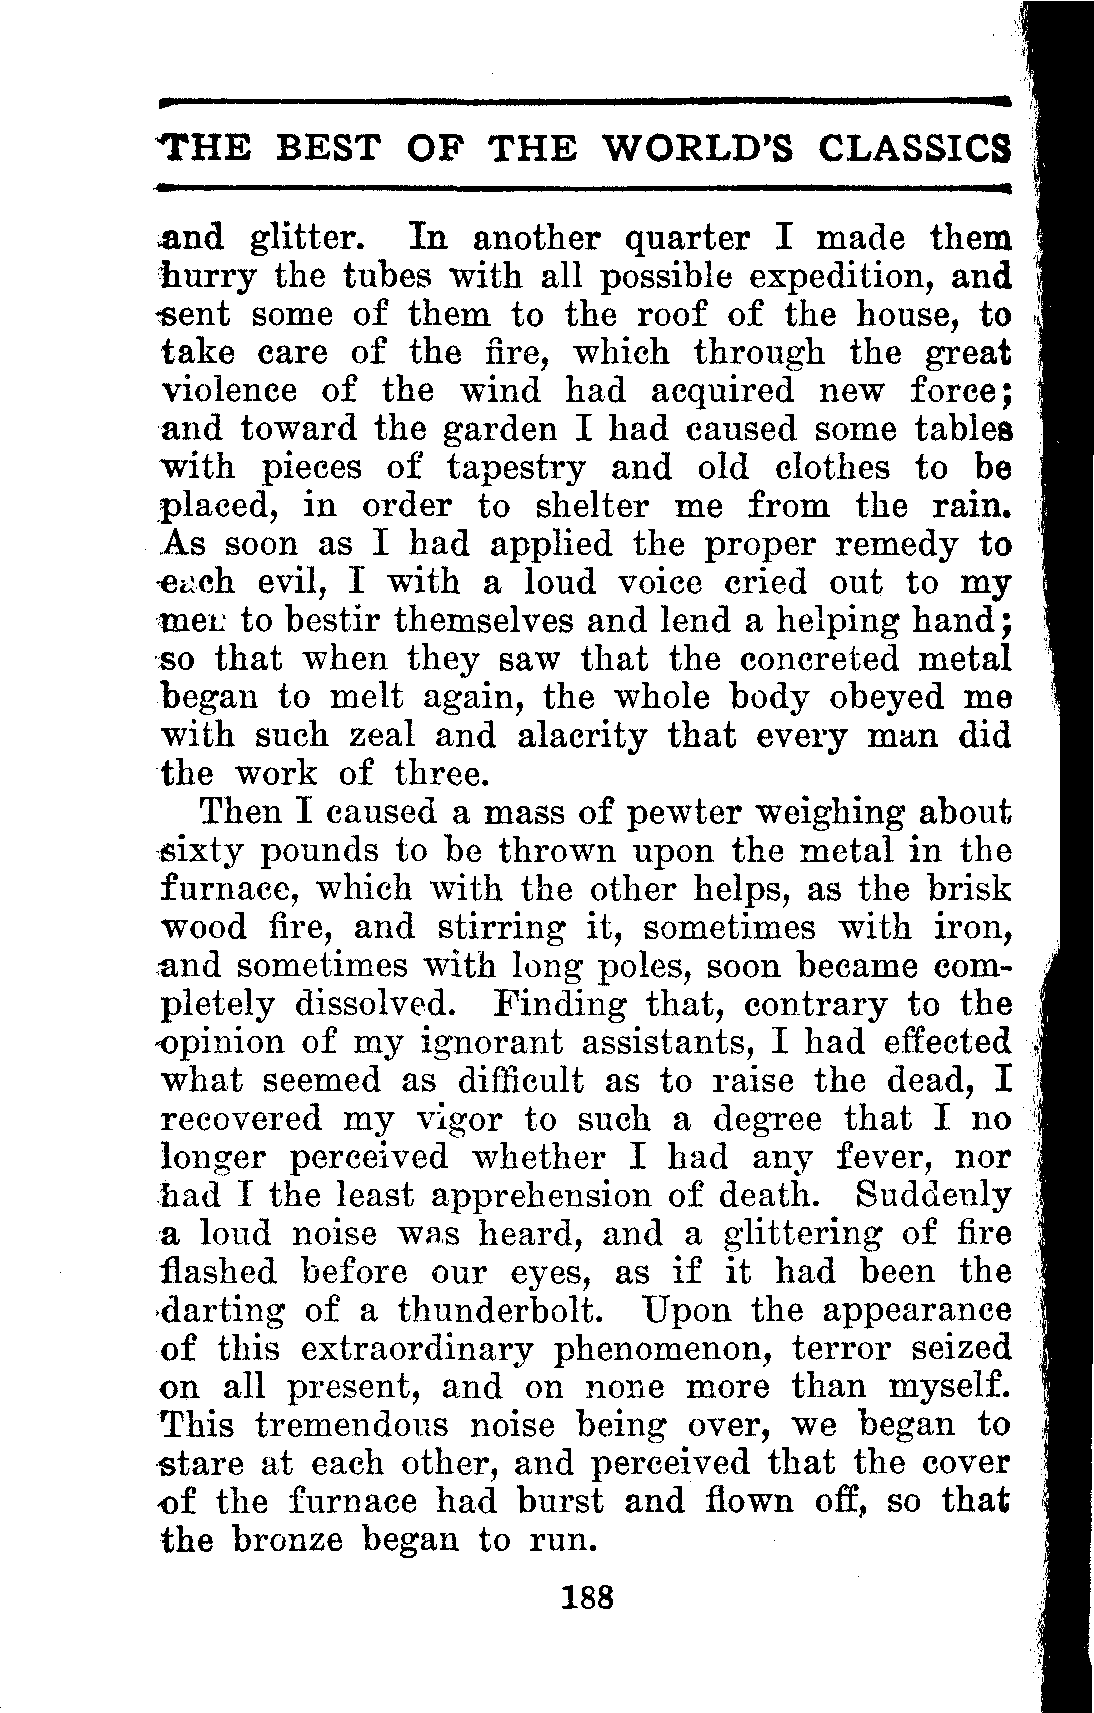 THE BEST OF THE WORLD'S CLASSICS
and glitter. In another quarter I made them
hurry the tubes with all possible expedition, and
sent some of them to the roof of the house, to
take care of the fire, which through the great
violence of the wind had acquired new force;
and toward the garden I had caused some tables
with pieces of tapestry and old clothes to be
placed, in order to shelter me from the rain.
As soon as I had applied the proper remedy to
each evil, I with a loud voice cried out to my
men to bestir themselves and lend a helping hand;
so that when they saw that the concreted metal
began to melt again, the whole body obeyed me
with such zeal and alacrity that every man did
the work of three.
Then I caused a mass of pewter weighing about
sixty pounds to be thrown upon the metal in the
furnace, which with the other helps, as the brisk
wood fire, and stirring it, sometimes with iron,
and sometimes with long poles, soon became com-
pletely dissolved. Finding that, contrary to the
opinion of my ignorant assistants, I had effected
what seemed as difficult as to raise the dead, I
recovered my vigor to such a degree that I no
longer perceived whether I had any fever, nor
had I the least apprehension of death. Suddenly
a loud noise was heard, and a glittering of fire
flashed before our eyes, as if it had been the
darting of a thunderbolt. Upon the appearance
of this extraordinary phenomenon, terror seized
on all present, and on none more than myself.
This tremendous noise being over, we began to
stare at each other, and perceived that the cover
of the furnace had burst and flown off, so that
the bronze began to run.
188